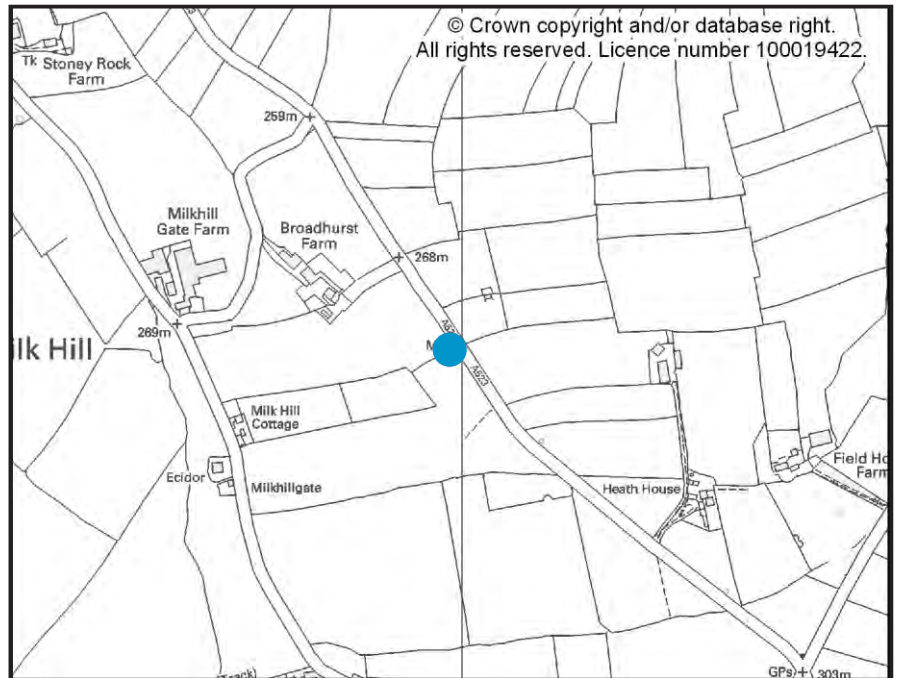 © Crown copyright and/or database right.
All rights reserved. Licence number 100019422.
Tk Stoney Rock
Farm
259m
Milkhill
Gate Farm
Broadhurst
Farm
268m
269m
ilk Hill
A623
Milk Hill
Cottage
Ecidor
Milkhillgate
Heath House
Field Ho
Farm
(Track)
GPs
303m